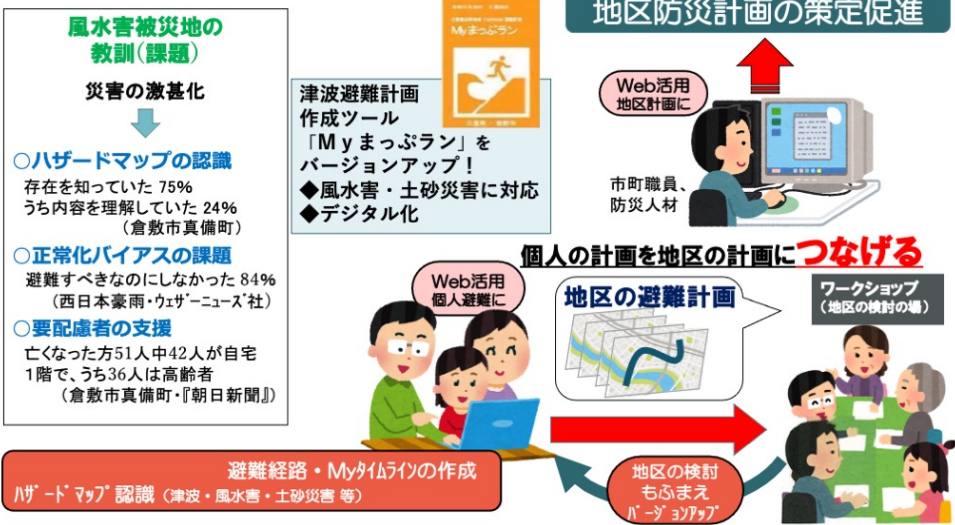 風水害被災地の
教訓(課題)
災害の激甚化
○ハザードマップの認識
存在を知っていた 75%
うち内容を理解していた 24%
(倉敷市真備町)
○正常化バイアスの課題
避難すべきなのにしなかった 84%
(西日本豪雨・ウェザーニューズ社)
○要配慮者の支援
亡くなった方51人中42人が自宅
1階で、うち36人は高齢者
(倉敷市真備町・『朝日新聞』)
Myまっぷラン
津波避難計画
作成ツール
「Myまっぷラン」を
バージョンアップ！
◆風水害・土砂災害に対応
◆デジタル化
地区防災計画の策定促進
Web活用
地区計画に
市町職員、
防災人材
個人の計画を地区の計画につなげる
Web活用
個人避難に
地区の避難計画
ワークショップ
(地区の検討の場)
避難経路・Myタイムラインの作成
ハザードマップ認識 (津波・風水害・土砂災害 等)
地区の検討
もふまえ
バージョンアップ